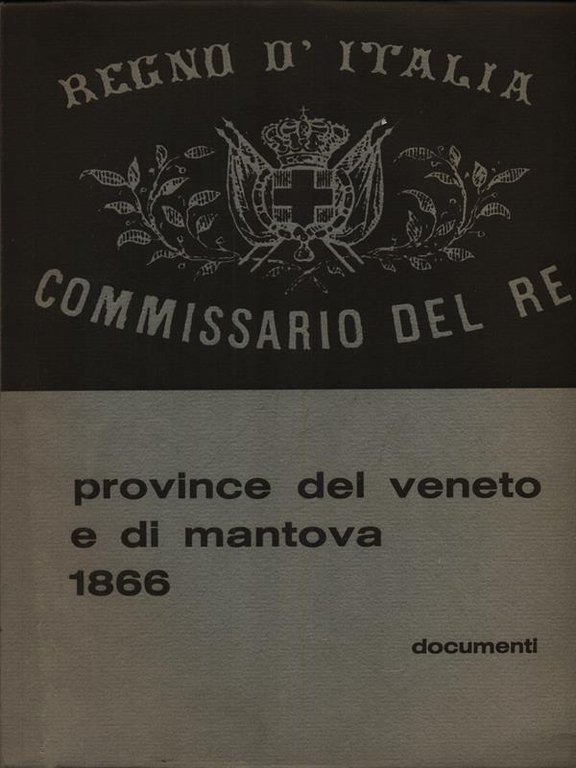 REGNO D' ITALIA
COMMISSARIO DEL RE
province del veneto
e di mantova
1866
documenti